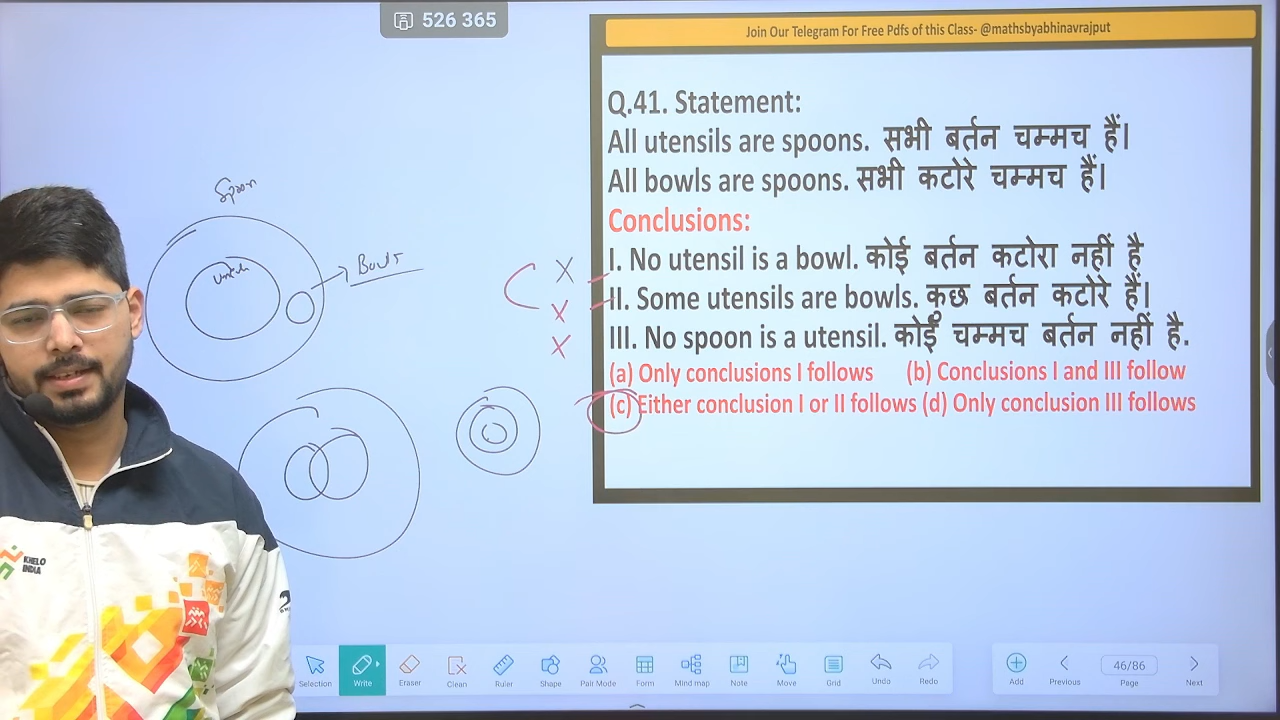 526 365
Join Our Telegram For Free Pdfs of this Class- @mathsbyabhinavrajput
Q.41. Statement:
All utensils are spoons. सभी बर्तन चम्मच हैं।
All bowls are spoons. सभी कटोरे चम्मच हैं।
Conclusions:
I. No utensil is a bowl. कोई बर्तन कटोरा नहीं है
II. Some utensils are bowls. कुछ बर्तन कटोरे हैं।
III. No spoon is a utensil. कोई चम्मच बर्तन नहीं है.
(a) Only conclusions I follows (b) Conclusions I and III follow
(c) Either conclusion I or II follows (d) Only conclusion III follows
Spoon
Bowls
X
X
X
KHELO
INDIA
Selection
Write
Eraser
Clean
Ruler
Shape
Pair Mode
Form
Mind map
Note
Move
Grid
Undo
Redo
Add
Previous
46/86
Page
Next